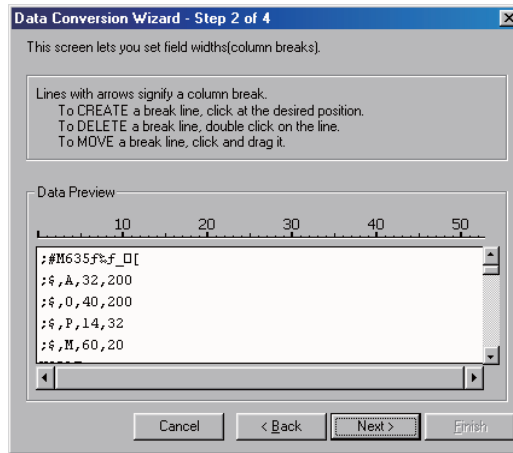 Data Conversion Wizard - Step 2 of 4
This screen lets you set field widths(column breaks).
Lines with arrows signify a column break.
To CREATE a break line, click at the desired position.
To DELETE a break line, double click on the line.
To MOVE a break line, click and drag it.
Data Preview
10 20 30 40 50
;#M635ƒ%ƒ_□[
;$,A,32,200
;$,0,40,200
;$,P,14,32
;$,M,60,20
Cancel < Back Next > Finish